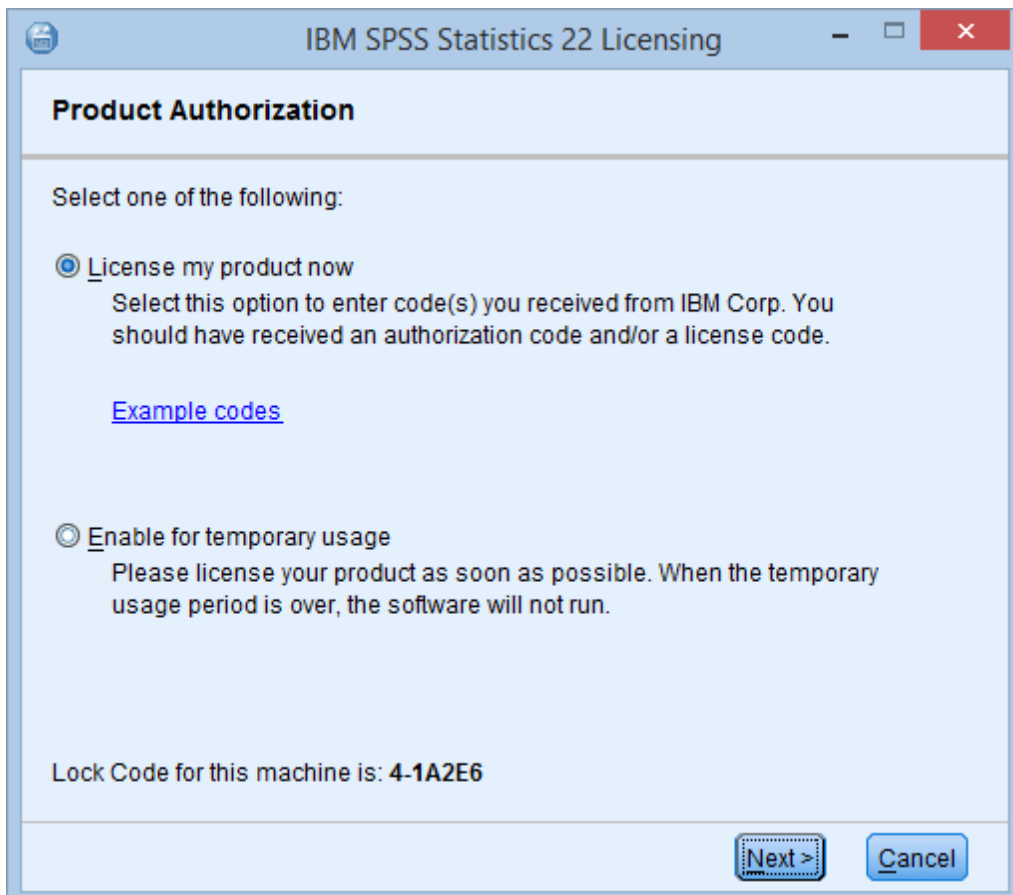 IBM SPSS Statistics 22 Licensing
Product Authorization
Select one of the following:
License my product now
Select this option to enter code(s) you received from IBM Corp. You
should have received an authorization code and/or a license code.
Example codes
Enable for temporary usage
Please license your product as soon as possible. When the temporary
usage period is over, the software will not run.
Lock Code for this machine is: 4-1A2E6
Next > Cancel